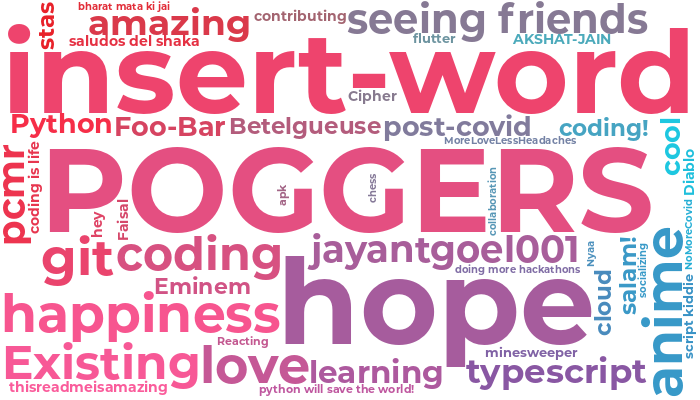 bharat mata ki jai
stas
amazing
contributing
seeing friends
saludos del shaka
flutter
AKSHAT-JAIN
insert-word
Cipher
Python
Foo-Bar
Betelgueuse
post-covid
coding!
cool
MoreLoveLessHeadaches
pcmr
coding is life
POGGERS
apk
chess
collaboration
Diablo
hey
Faisal
NoMoreCovid
git
coding
jayantgoel001
Nyaa
salam!
socializing
anime
doing more hackathons
cloud
Eminem
hope
happiness
script kiddie
Reacting
minesweeper
Existing
love
learning
typescript
thisreadmeisamazing
python will save the world!